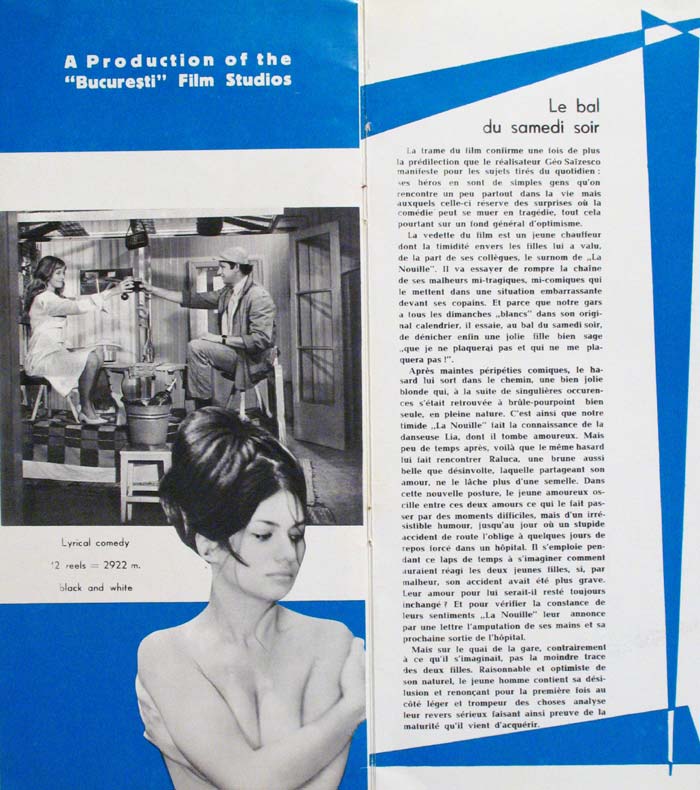 A Production of the
"Bucureşti" Film Studios
Lyrical comedy
12 reels = 2922 m.
black and white
Le bal
du samedi soir
La trame du film confirme une fois de plus
la prédilection que le réalisateur Géo Saïzesco
manifeste pour les sujets tirés du quotidien :
ses héros en sont de simples gens qu'on
rencontre un peu partout dans la vie mais
auxquels celle-ci réserve des surprises où la
comédie peut se muer en tragédie, tout cela
pourtant sur un fond général d'optimisme.
La vedette du film est un jeune chauffeur
dont la timidité envers les filles lui a valu,
de la part de ses collègues, le surnom de „La
Nouille". Il va essayer de rompre la chaîne
de ses malheurs mi-tragiques, mi-comiques qui
le mettent dans une situation embarrassante
devant ses copains. Et parce que notre gars
a tous les dimanches „blancs" dans son orig-
inal calendrier, il essaie, au bal du samedi soir,
de dénicher enfin une jolie fille bien sage
„que je ne plaquerai pas et qui ne me pla-
quera pas !".
Après maintes péripéties comiques, le ha-
sard lui sort dans le chemin, une bien jolie
blonde qui, à la suite de singulières occuren-
ces s'était retrouvée à brûle-pourpoint bien
seule, en pleine nature. C'est ainsi que notre
timide „La Nouille" fait la connaissance de la
danseuse Lia, dont il tombe amoureux. Mais
peu de temps après, voilà que le même hasard
lui fait rencontrer Raluca, une brune aussi
belle que désinvolte, laquelle partageant son
amour, ne le lâche plus d'une semelle. Dans
cette nouvelle posture, le jeune amoureux os-
cille entre ces deux amours ce qui le fait pas-
ser par des moments difficiles, mais d'un irré-
sistible humour, jusqu'au jour où un stupide
accident de route l'oblige à quelques jours de
repos forcé dans un hôpital. Il s'emploie pen-
dant ce laps de temps à s'imaginer comment
auraient réagi les deux jeunes filles, si, par
malheur, son accident avait été plus grave.
Leur amour pour lui serait-il resté toujours
inchangé ? Et pour vérifier la constance de
leurs sentiments „La Nouille" leur annonce
par une lettre l'amputation de ses mains et sa
prochaine sortie de l'hôpital.
Mais sur le quai de la gare, contrairement
à ce qu'il s'imaginait, pas la moindre trace
des deux filles. Raisonable et optimiste de
son naturel, le jeune homme contient sa dési-
lusion et renonçant pour la première fois au
côté léger et trompeur des choses analyse
leur revers sérieux faisant ainsi preuve de la
maturité qu'il vient d'acquérir.